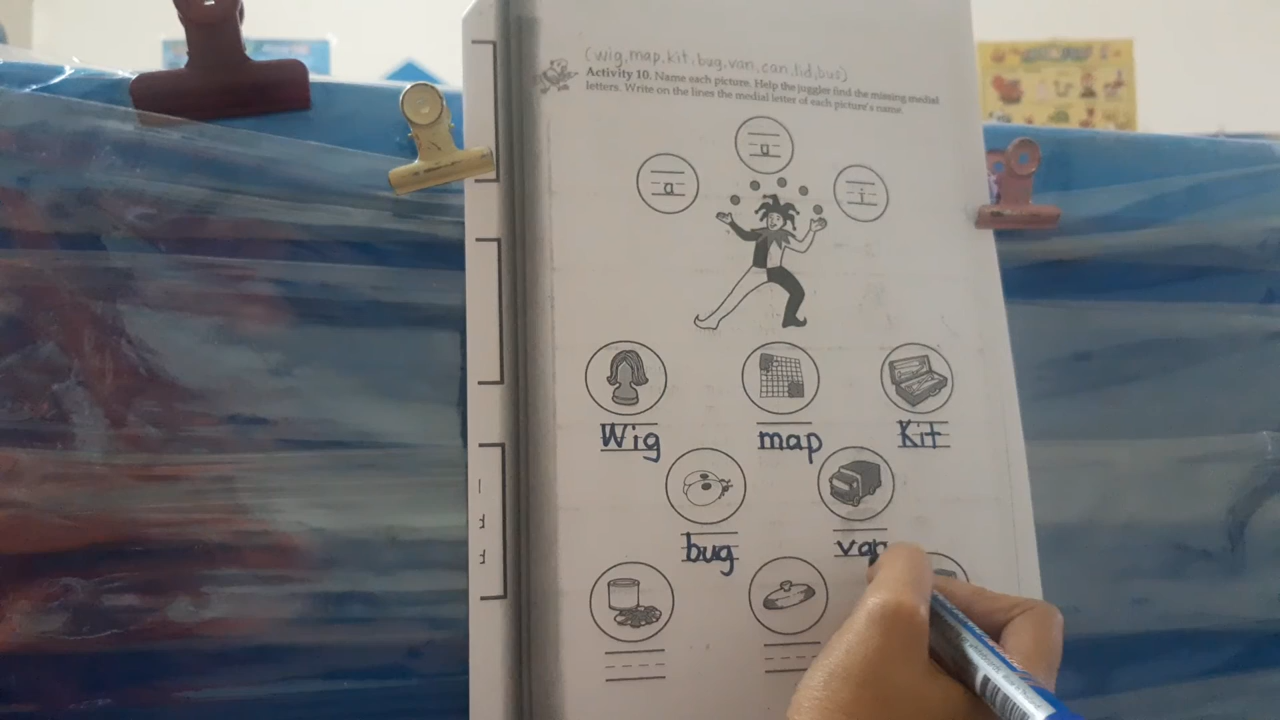 (wig,map,kit,bug,van,can,lid,bus)
Activity 10. Name each picture. Help the juggler find the missing medial
letters. Write on the lines the medial letter of each picture's name.
u
a
i
Wig map Kit
bug van